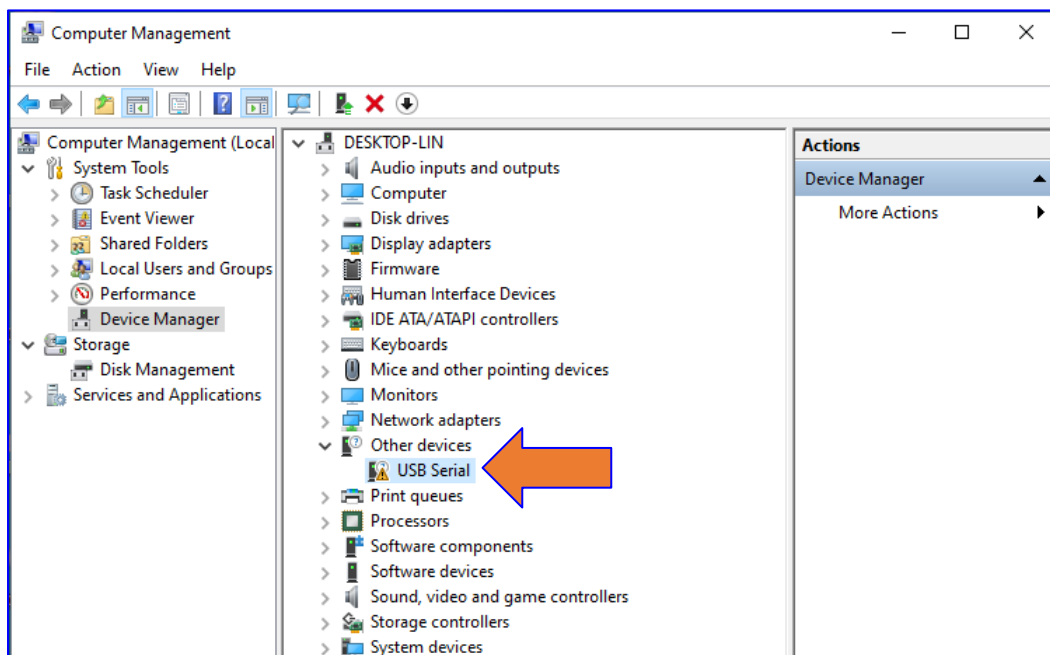 Computer Management
File Action View Help
Computer Management (Local
System Tools
Task Scheduler
Event Viewer
Shared Folders
Local Users and Groups
Performance
Device Manager
Storage
Disk Management
Services and Applications
DESKTOP-LIN
Audio inputs and outputs
Computer
Disk drives
Display adapters
Firmware
Human Interface Devices
IDE ATA/ATAPI controllers
Keyboards
Mice and other pointing devices
Monitors
Network adapters
Other devices
USB Serial
Print queues
Processors
Software components
Software devices
Sound, video and game controllers
Storage controllers
System devices
Actions
Device Manager
More Actions